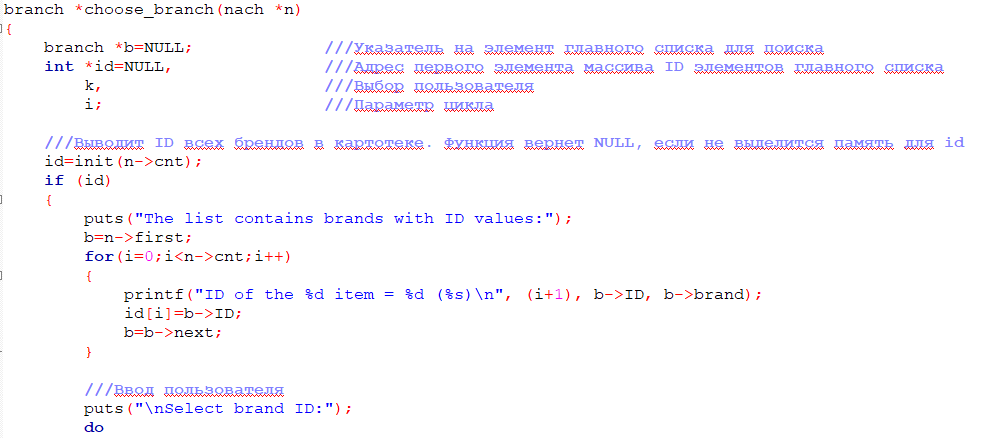 branch *choose_branch(nach *n)
{
branch *b=NULL; ///Указатель на элемент главного списка для поиска
int *id=NULL, ///Адрес первого элемента массива ID элементов главного списка
k, ///Выбор пользователя
i; ///Параметр цикла
///Выводит ID всех брендов в картотеке. Функция вернет NULL, если не выделится память для id
id=init(n->cnt);
if (id)
{
puts("The list contains brands with ID values:");
b=n->first;
for(i=0;i<n->cnt;i++)
{
printf("ID of the %d item = %d (%s)\n", (i+1), b->ID, b->brand);
id[i]=b->ID;
b=b->next;
}
///Ввод пользователя
puts("\nSelect brand ID:");
do